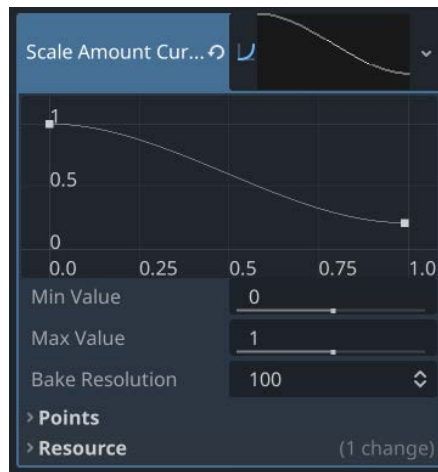 Scale Amount Cur...
1
0.5
0
0.0 0.25 0.5 0.75 1.0
Min Value 0
Max Value 1
Bake Resolution 100
Points
Resource (1 change)